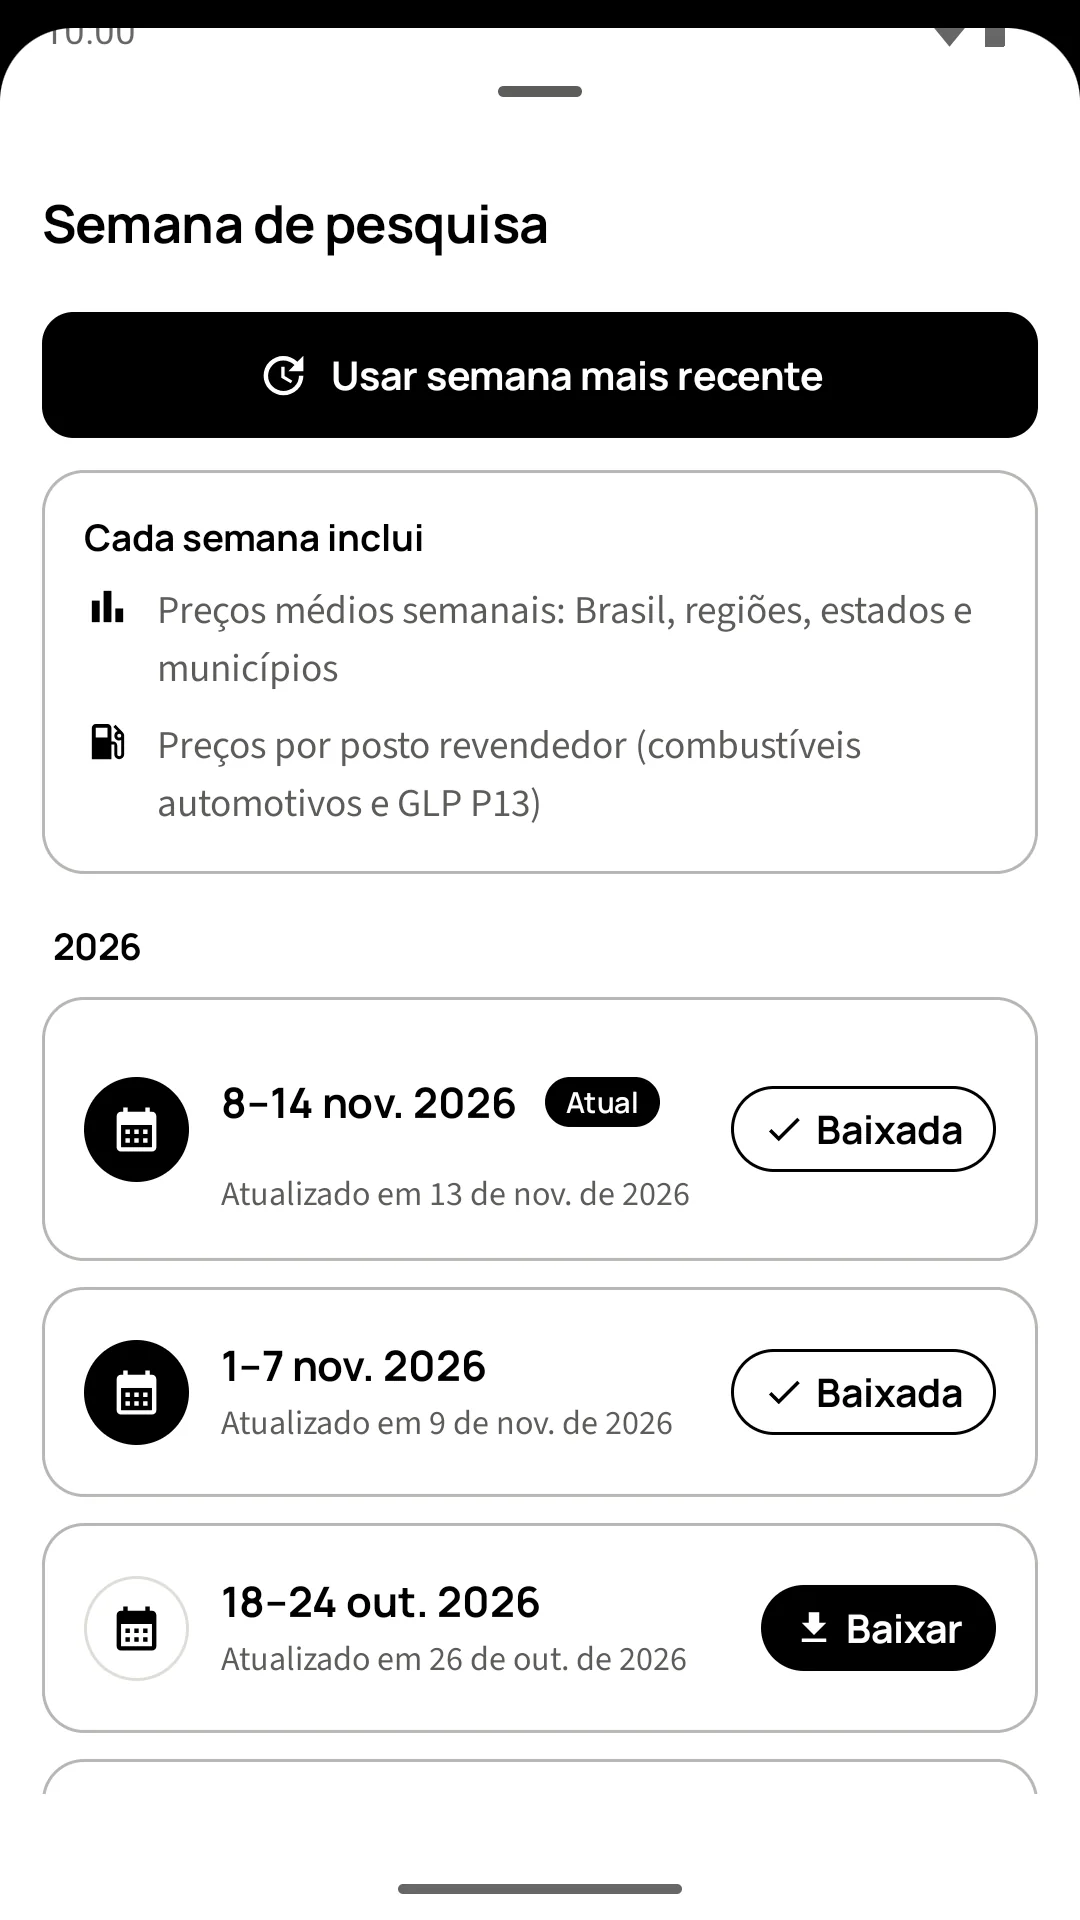 10:00
Semana de pesquisa
Usar semana mais recente
Cada semana inclui
Preços médios semanais: Brasil, regiões, estados e
municípios
Preços por posto revendedor (combustíveis
automotivos e GLP P13)
2026
8–14 nov. 2026
Atual
Baixada
Atualizado em 13 de nov. de 2026
1–7 nov. 2026
Baixada
Atualizado em 9 de nov. de 2026
18–24 out. 2026
Baixar
Atualizado em 26 de out. de 2026